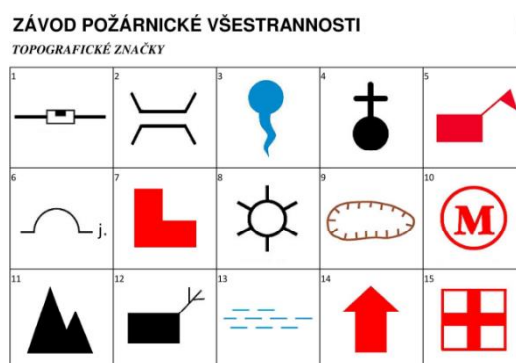 ZÁVOD POŽÁRNICKÉ VŠESTRANNOSTI
TOPOGRAFICKÉ ZNAČKY
1 2 3 4 5
6 j. 7 8 9 10 M
11 12 13 14 15